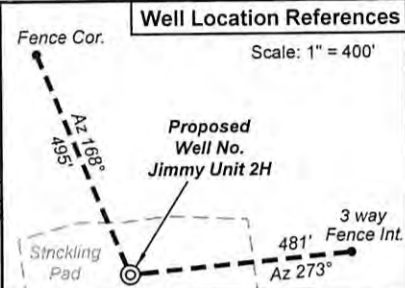 Well Location References
Fence Cor.
Scale: 1" = 400'
Az 168°
495'
Proposed
Well No.
Jimmy Unit 2H
3 way
Fence Int.
481'
Az 273°
Strickling
Pad